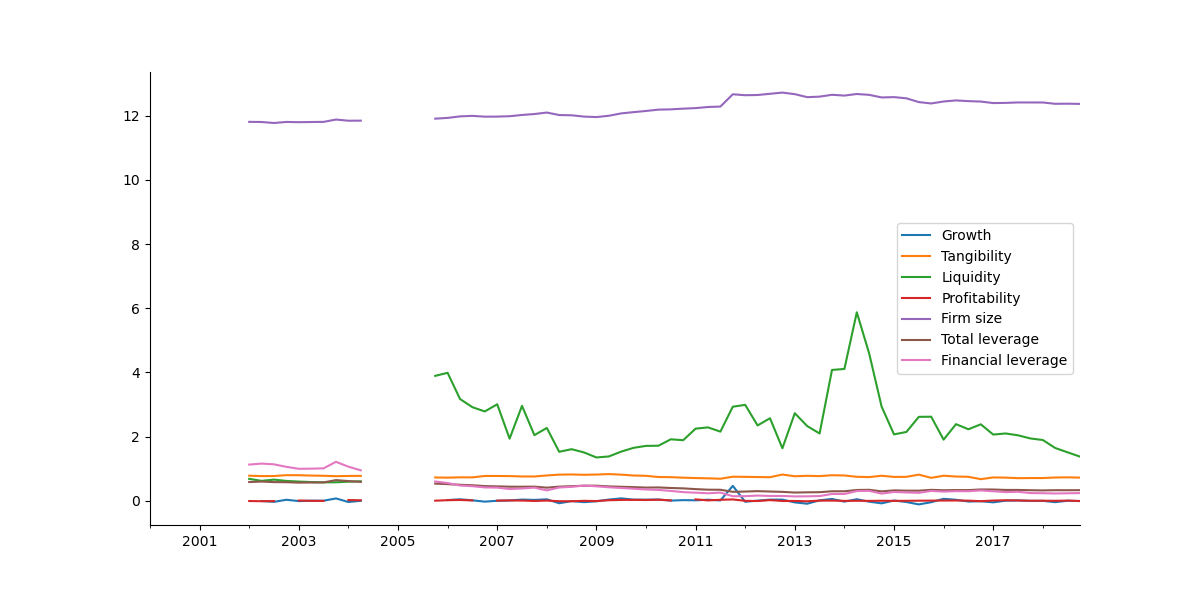 12
10
8
6
4
2
0
2001 2003 2005 2007 2009 2011 2013 2015 2017
Growth
Tangibility
Liquidity
Profitability
Firm size
Total leverage
Financial leverage